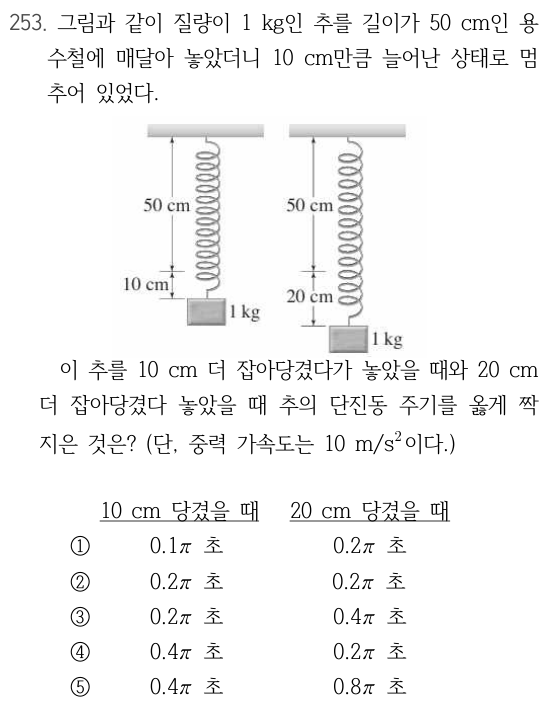 253. 그림과 같이 질량이 1 kg인 추를 길이가 50 cm인 용
수철에 매달아 놓았더니 10 cm만큼 늘어난 상태로 멈
추어 있었다.
50 cm
50 cm
10 cm
20 cm
1 kg
1 kg
이 추를 10 cm 더 잡아당겼다가 놓았을 때와 20 cm
더 잡아당겼다 놓았을 때 추의 단진동 주기를 옳게 짝
지은 것은? (단, 중력 가속도는 10 m/s²이다.)
10 cm 당겼을 때 20 cm 당겼을 때
① 0.1π 초 0.2π 초
② 0.2π 초 0.2π 초
③ 0.2π 초 0.4π 초
④ 0.4π 초 0.2π 초
⑤ 0.4π 초 0.8π 초